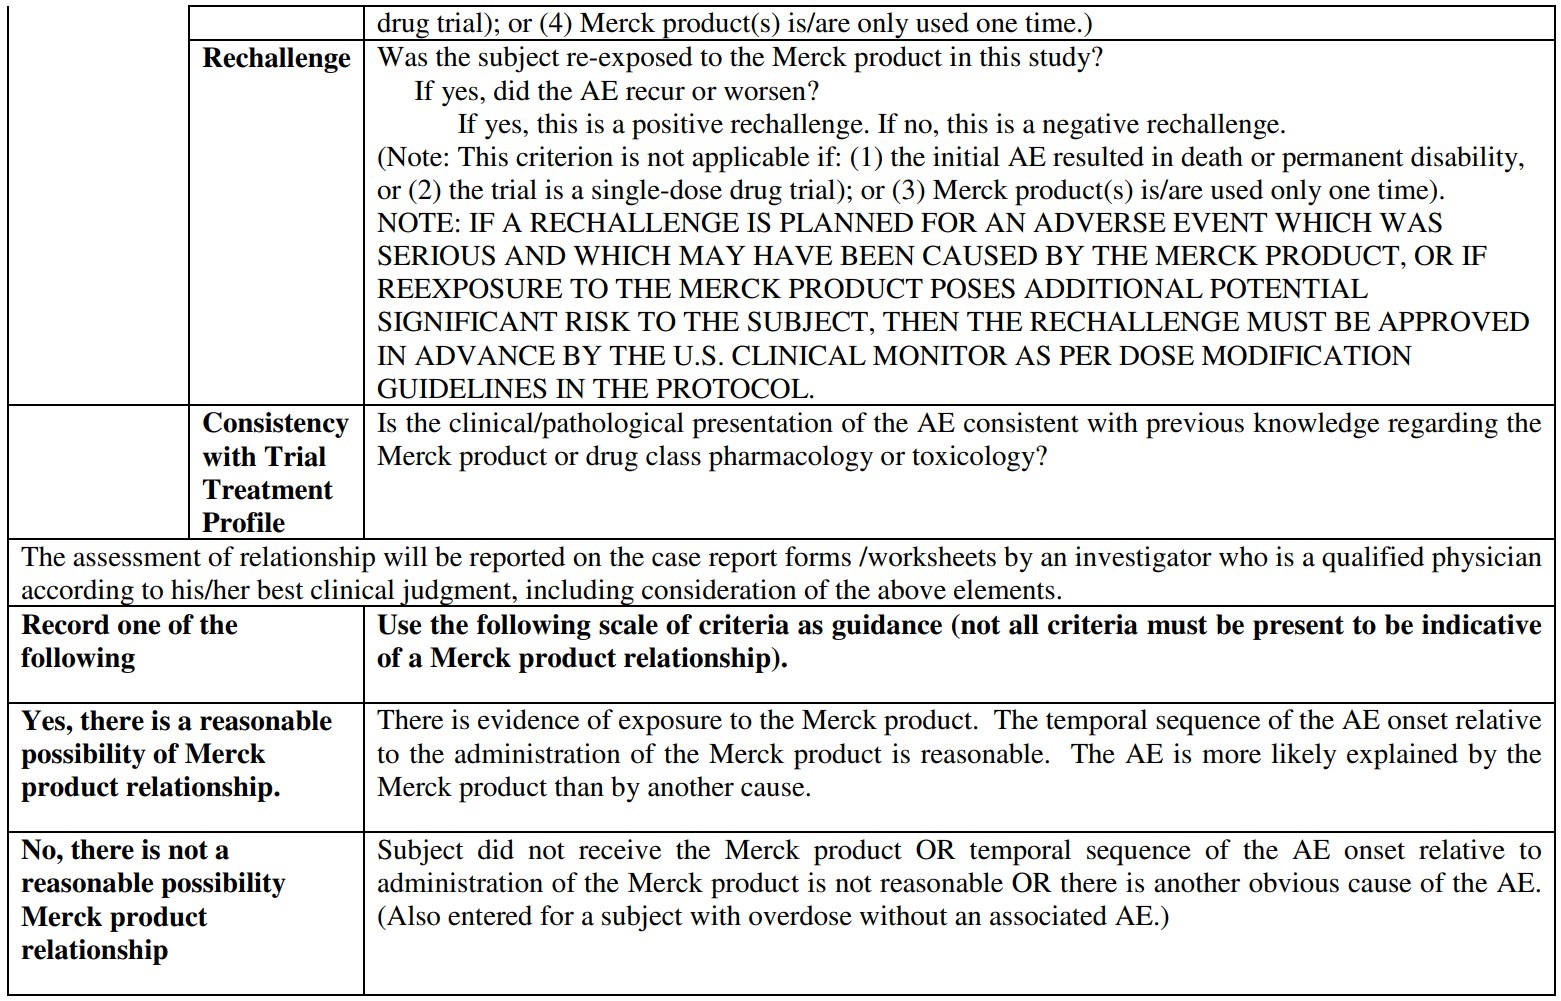 drug trial); or (4) Merck product(s) is/are only used one time.)
Rechallenge
Was the subject re-exposed to the Merck product in this study?
If yes, did the AE recur or worsen?
If yes, this is a positive rechallenge. If no, this is a negative rechallenge.
(Note: This criterion is not applicable if: (1) the initial AE resulted in death or permanent disability,
or (2) the trial is a single-dose drug trial); or (3) Merck product(s) is/are used only one time).
NOTE: IF A RECHALLENGE IS PLANNED FOR AN ADVERSE EVENT WHICH WAS
SERIOUS AND WHICH MAY HAVE BEEN CAUSED BY THE MERCK PRODUCT, OR IF
REEXPOSURE TO THE MERCK PRODUCT POSES ADDITIONAL POTENTIAL
SIGNIFICANT RISK TO THE SUBJECT, THEN THE RECHALLENGE MUST BE APPROVED
IN ADVANCE BY THE U.S. CLINICAL MONITOR AS PER DOSE MODIFICATION
GUIDELINES IN THE PROTOCOL.
Consistency
with Trial
Treatment
Profile
Is the clinical/pathological presentation of the AE consistent with previous knowledge regarding the
Merck product or drug class pharmacology or toxicology?
The assessment of relationship will be reported on the case report forms /worksheets by an investigator who is a qualified physician
according to his/her best clinical judgment, including consideration of the above elements.
Record one of the
following
Use the following scale of criteria as guidance (not all criteria must be present to be indicative
of a Merck product relationship).
Yes, there is a reasonable
possibility of Merck
product relationship.
There is evidence of exposure to the Merck product. The temporal sequence of the AE onset relative
to the administration of the Merck product is reasonable. The AE is more likely explained by the
Merck product than by another cause.
No, there is not a
reasonable possibility
Merck product
relationship
Subject did not receive the Merck product OR temporal sequence of the AE onset relative to
administration of the Merck product is not reasonable OR there is another obvious cause of the AE.
(Also entered for a subject with overdose without an associated AE.)